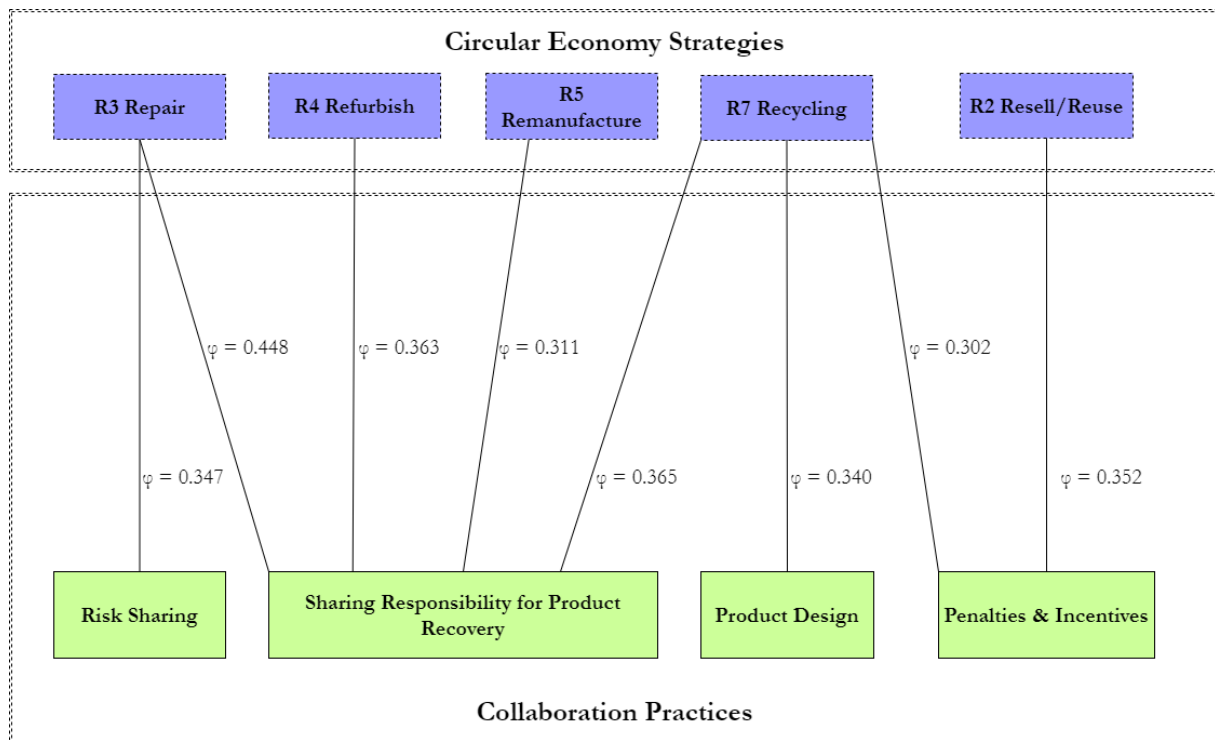 Circular Economy Strategies
R3 Repair
R4 Refurbish
R5
Remanufacture
R7 Recycling
R2 Resell/Reuse
φ = 0.448
φ = 0.363
φ = 0.311
φ = 0.302
φ = 0.347
φ = 0.365
φ = 0.340
φ = 0.352
Risk Sharing
Sharing Responsibility for Product
Recovery
Product Design
Penalties & Incentives
Collaboration Practices